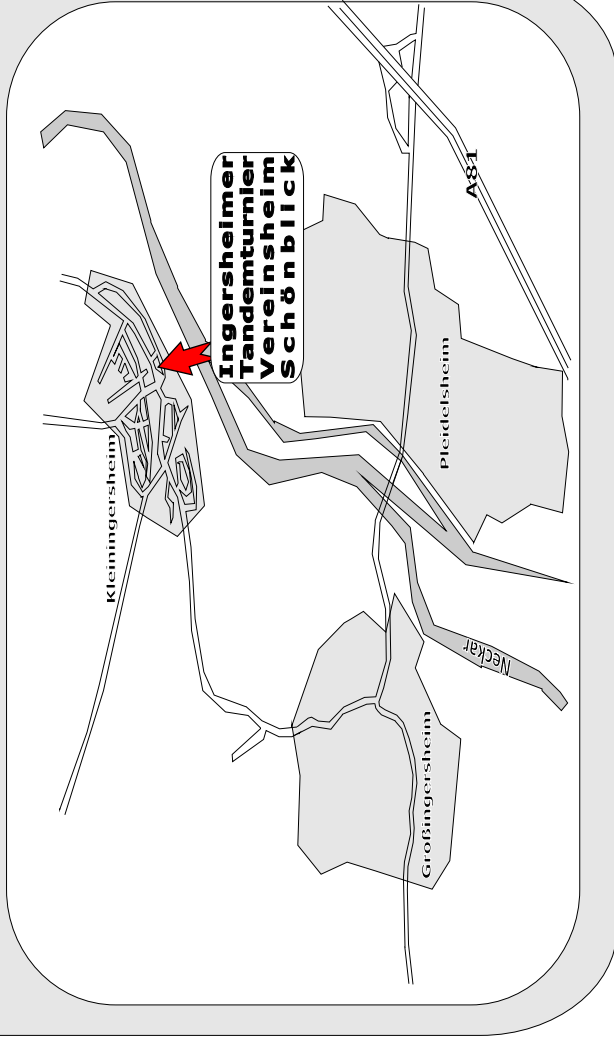 Ingersheimer
Tandemturnier
Vereinsheim
Schönblick
Kleiningersheim
Großingersheim
Pleidelsheim
Neckar
A81